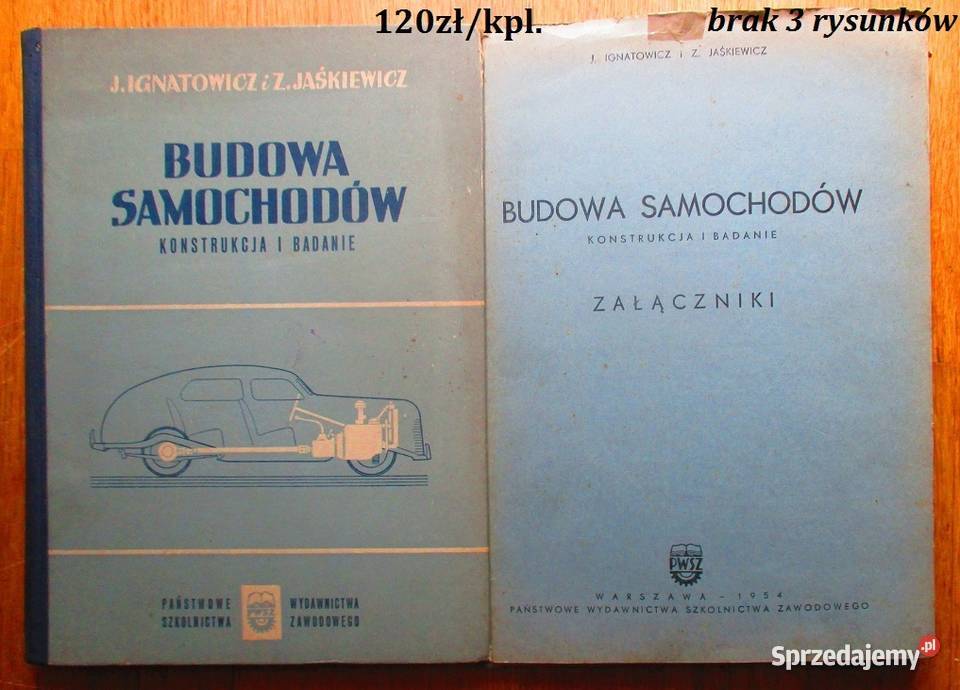 120zł/kpl.
brak 3 rysunków
J. IGNATOWICZ i Z. JAŚKIEWICZ
BUDOWA
SAMOCHODÓW
KONSTRUKCJA I BADANIE
PAŃSTWOWE
SZKOLNICTWA
PWSZ
WYDAWNICTWA
ZAWODOWEGO
J. IGNATOWICZ i Z. JAŚKIEWICZ
BUDOWA SAMOCHODÓW
KONSTRUKCJA I BADANIE
ZAŁĄCZNIKI
PWSZ
WARSZAWA - 1954
PAŃSTWOWE WYDAWNICTWA SZKOLNICTWA ZAWODOWEGO
Sprzedajemy.pl